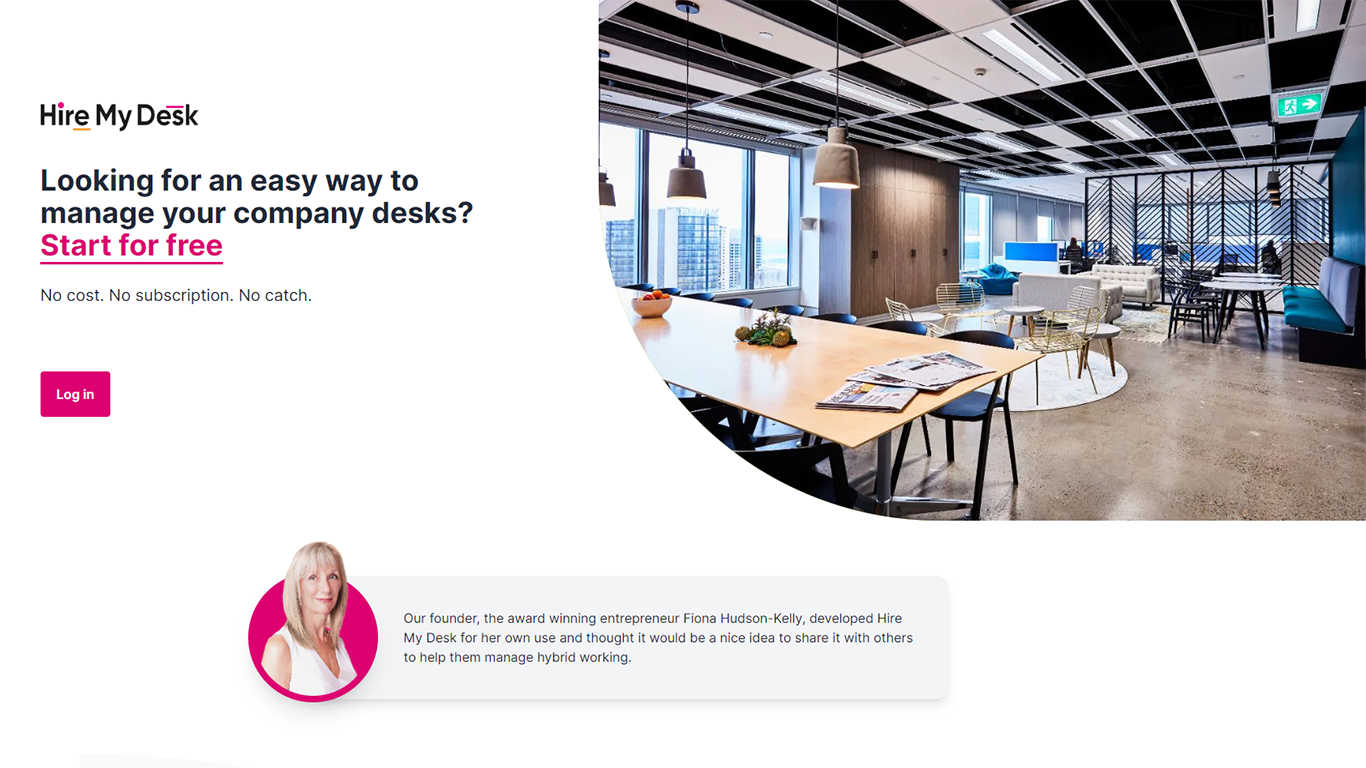 Hire My Desk
Looking for an easy way to
manage your company desks?
Start for free
No cost. No subscription. No catch.
Log in
Our founder, the award winning entrepreneur Fiona Hudson-Kelly, developed Hire
My Desk for her own use and thought it would be a nice idea to share it with others
to help them manage hybrid working.